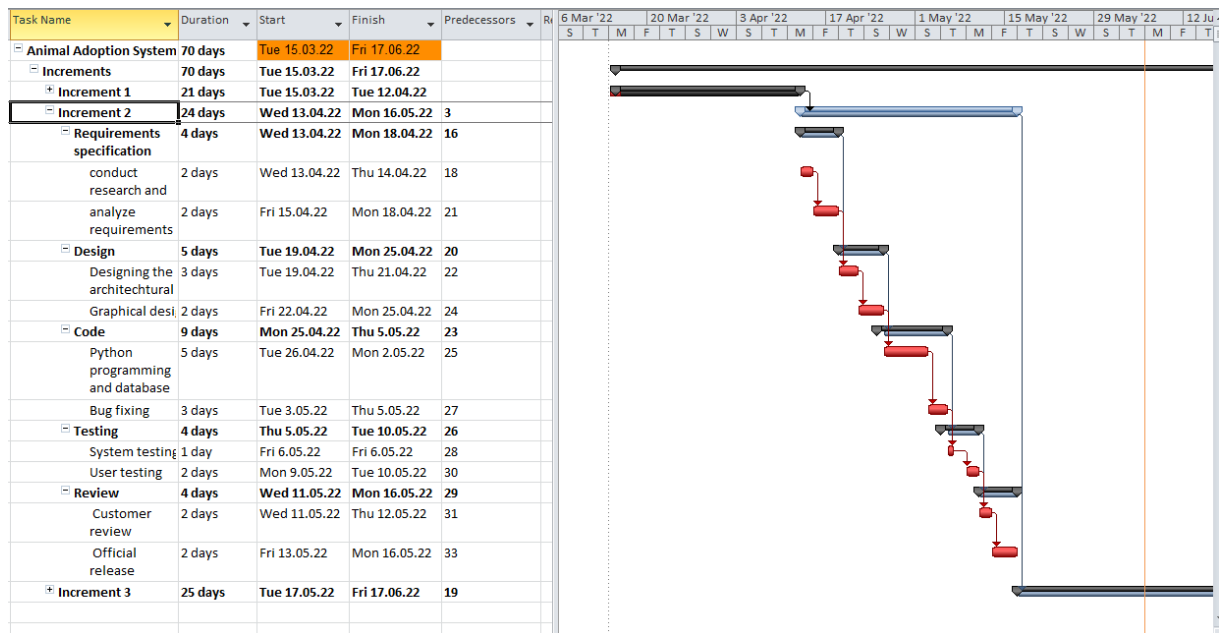 Task Name Duration Start Finish Predecessors 6 Mar '22 20 Mar '22 3 Apr '22 17 Apr '22 1 May '22 15 May '22 29 May '22 12 Ju
S T M F T S W S T M F T S W S T M F T S W S T M F T
Animal Adoption System 70 days Tue 15.03.22 Fri 17.06.22
Increments 70 days Tue 15.03.22 Fri 17.06.22
Increment 1 21 days Tue 15.03.22 Tue 12.04.22
Increment 2 24 days Wed 13.04.22 Mon 16.05.22 3
Requirements 4 days Wed 13.04.22 Mon 18.04.22 16
specification
conduct 2 days Wed 13.04.22 Thu 14.04.22 18
research and
analyze 2 days Fri 15.04.22 Mon 18.04.22 21
requirements
Design 5 days Tue 19.04.22 Mon 25.04.22 20
Designing the 3 days Tue 19.04.22 Thu 21.04.22 22
architechtural
Graphical desi 2 days Fri 22.04.22 Mon 25.04.22 24
Code 9 days Mon 25.04.22 Thu 5.05.22 23
Python 5 days Tue 26.04.22 Mon 2.05.22 25
programming
and database
Bug fixing 3 days Tue 3.05.22 Thu 5.05.22 27
Testing 4 days Thu 5.05.22 Tue 10.05.22 26
System testing 1 day Fri 6.05.22 Fri 6.05.22 28
User testing 2 days Mon 9.05.22 Tue 10.05.22 30
Review 4 days Wed 11.05.22 Mon 16.05.22 29
Customer 2 days Wed 11.05.22 Thu 12.05.22 31
review
Official 2 days Fri 13.05.22 Mon 16.05.22 33
release
Increment 3 25 days Tue 17.05.22 Fri 17.06.22 19